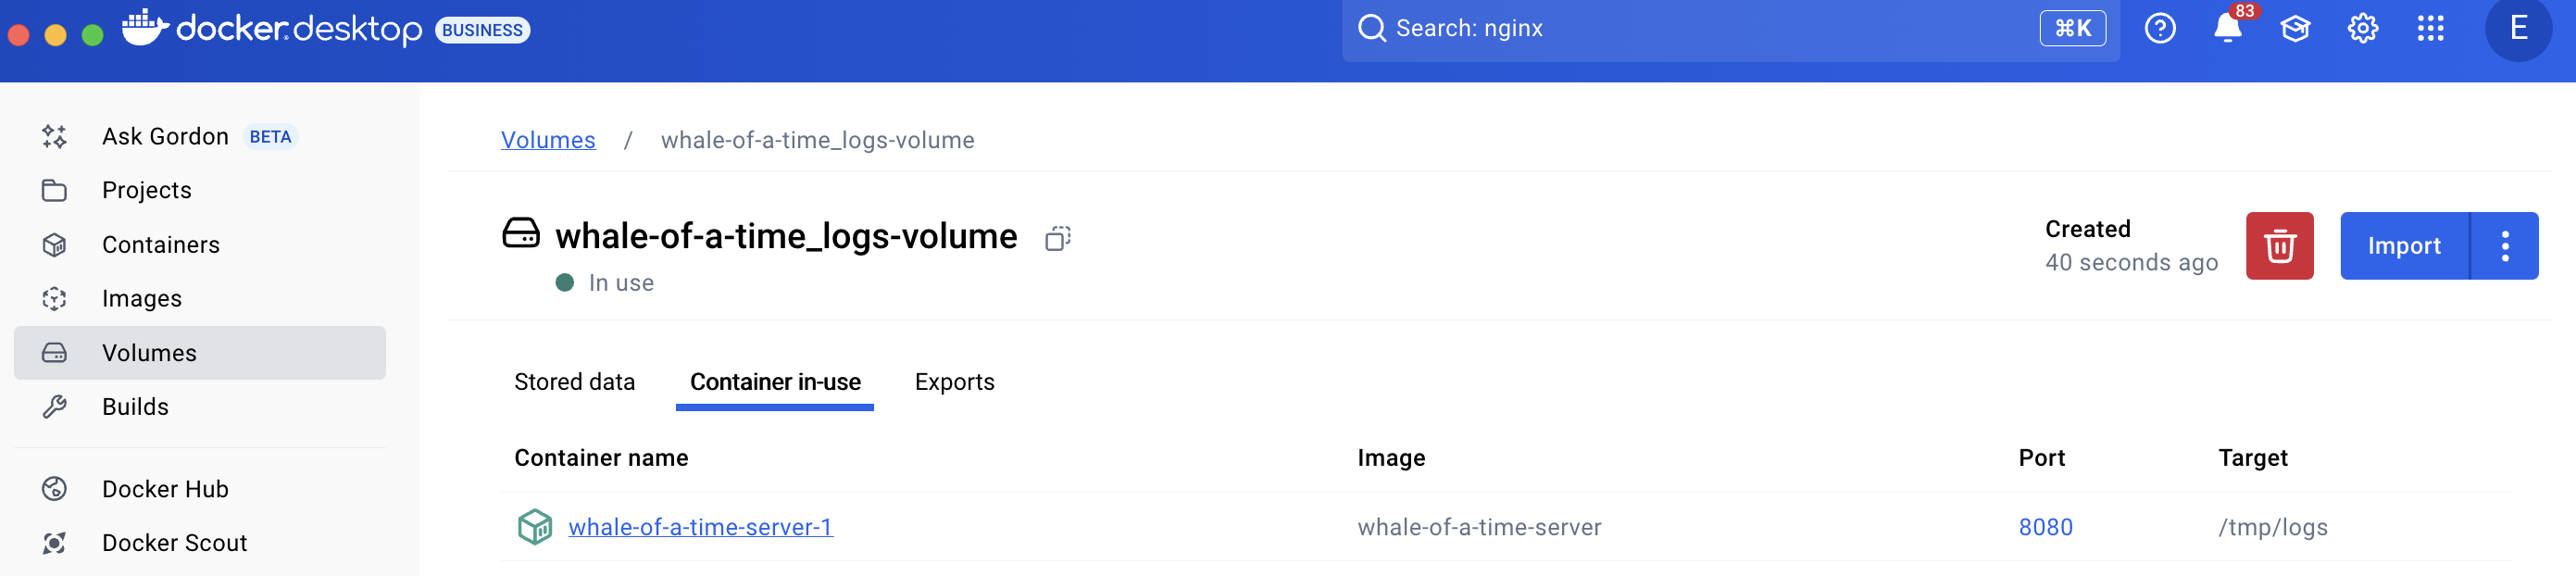 docker.desktop BUSINESS
Search: nginx
⌘K
83
E
Ask Gordon BETA
Projects
Containers
Images
Volumes
Builds
Docker Hub
Docker Scout
Volumes / whale-of-a-time_logs-volume
whale-of-a-time_logs-volume
In use
Created
40 seconds ago
Import
Stored data Container in-use Exports
Container name Image Port Target
whale-of-a-time-server-1 whale-of-a-time-server 8080 /tmp/logs